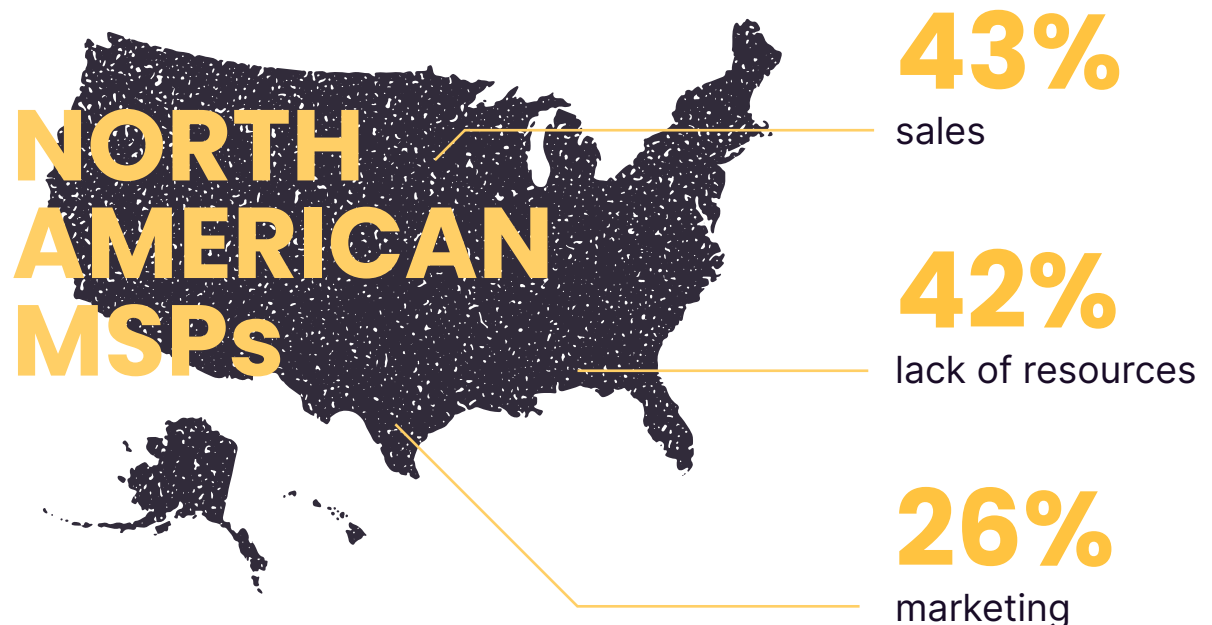 NORTH
AMERICAN
MSPs
43%
sales
42%
lack of resources
26%
marketing